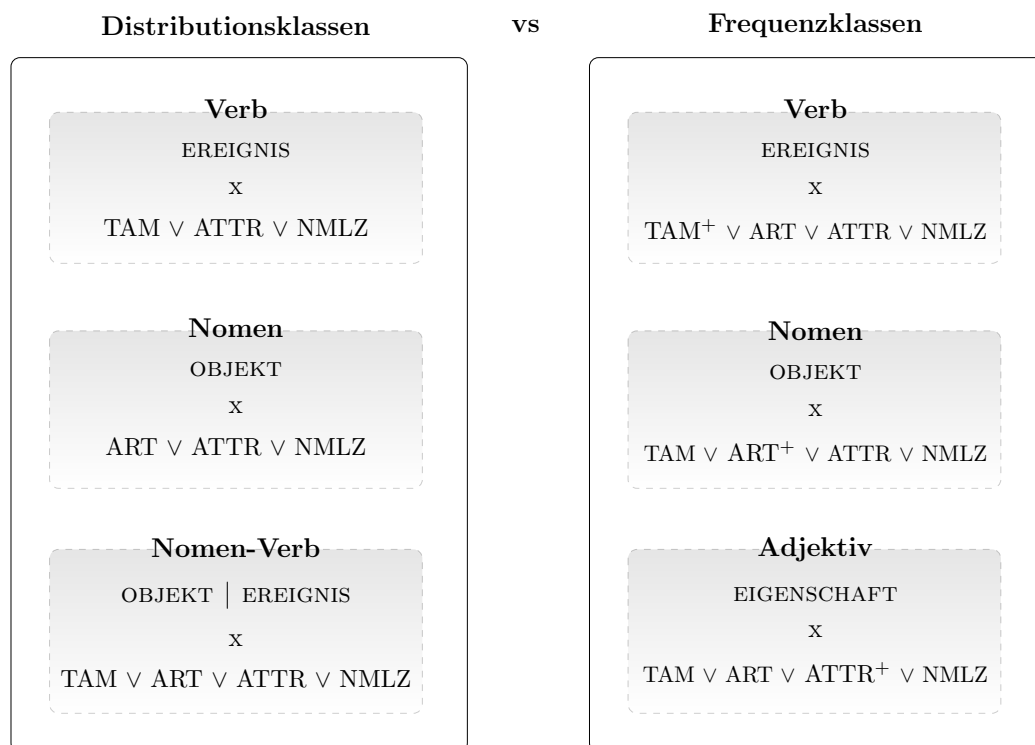 Distributionsklassen vs Frequenzklassen
Verb
EREIGNIS
x
TAM ∨ ATTR ∨ NMLZ
Nomen
OBJEKT
x
ART ∨ ATTR ∨ NMLZ
Nomen-Verb
OBJEKT | EREIGNIS
x
TAM ∨ ART ∨ ATTR ∨ NMLZ
Verb
EREIGNIS
x
TAM⁺ ∨ ART ∨ ATTR ∨ NMLZ
Nomen
OBJEKT
x
TAM ∨ ART⁺ ∨ ATTR ∨ NMLZ
Adjektiv
EIGENSCHAFT
x
TAM ∨ ART ∨ ATTR⁺ ∨ NMLZ